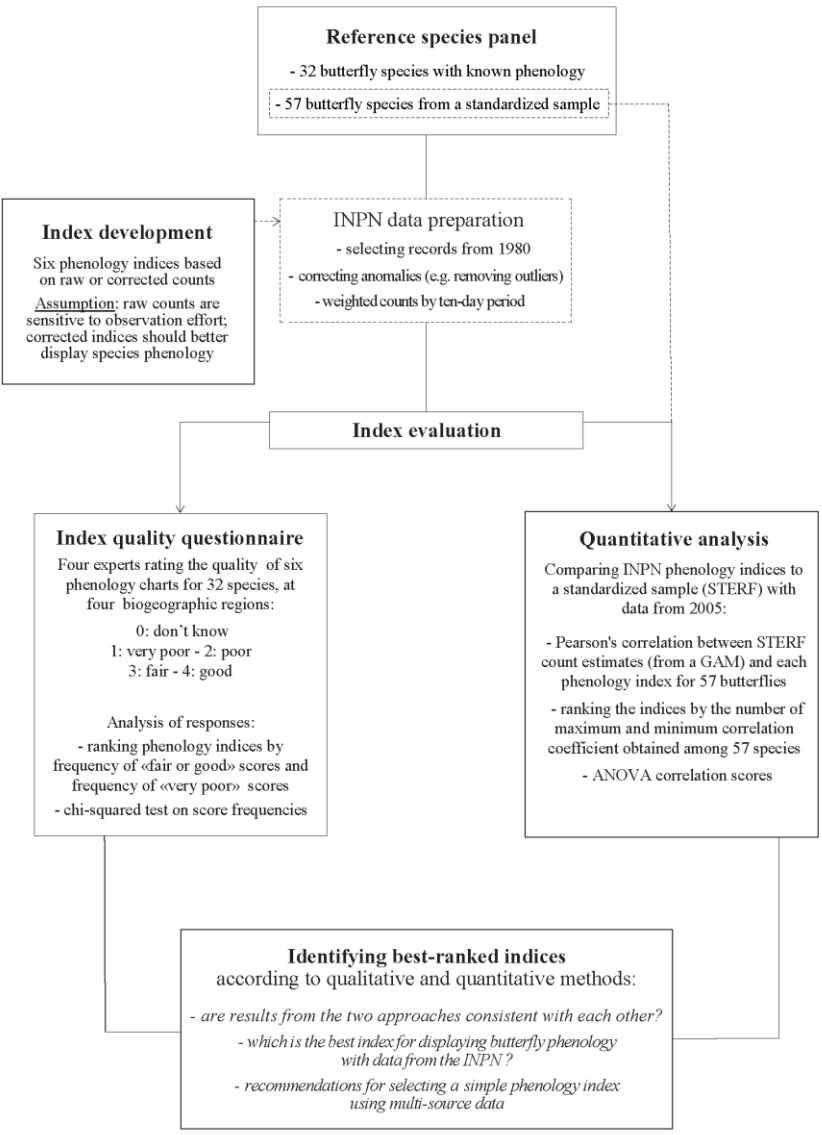 Reference species panel
- 32 butterfly species with known phenology
- 57 butterfly species from a standardized sample
Index development
Six phenology indices based
on raw or corrected counts
Assumption: raw counts are
sensitive to observation effort;
corrected indices should better
display species phenology
INPN data preparation
- selecting records from 1980
- correcting anomalies (e.g. removing outliers)
- weighted counts by ten-day period
Index evaluation
Index quality questionnaire
Four experts rating the quality of six
phenology charts for 32 species, at
four biogeographic regions:
0: don’t know
1: very poor - 2: poor
3: fair - 4: good
Analysis of responses:
- ranking phenology indices by
frequency of «fair or good» scores and
frequency of «very poor» scores
- chi-squared test on score frequencies
Quantitative analysis
Comparing INPN phenology indices to
a standardized sample (STERF) with
data from 2005:
- Pearson's correlation between STERF
count estimates (from a GAM) and each
phenology index for 57 butterflies
- ranking the indices by the number of
maximum and minimum correlation
coefficient obtained among 57 species
- ANOVA correlation scores
Identifying best-ranked indices
according to qualitative and quantitative methods:
- are results from the two approaches consistent with each other?
- which is the best index for displaying butterfly phenology
with data from the INPN ?
- recommendations for selecting a simple phenology index
using multi-source data